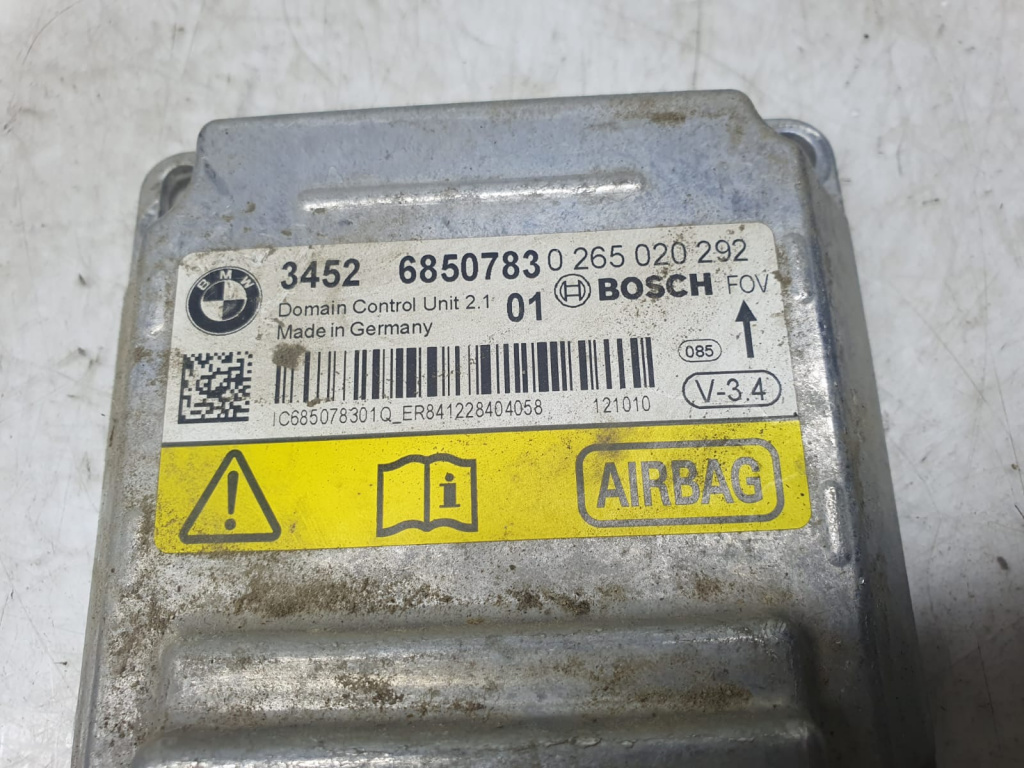 BMW
3452 6850783 0 265 020 292
Domain Control Unit 2.1 01 BOSCH FOV
Made in Germany
085
V-3.4
IC685078301Q_ER841228404058 121010
i
AIRBAG